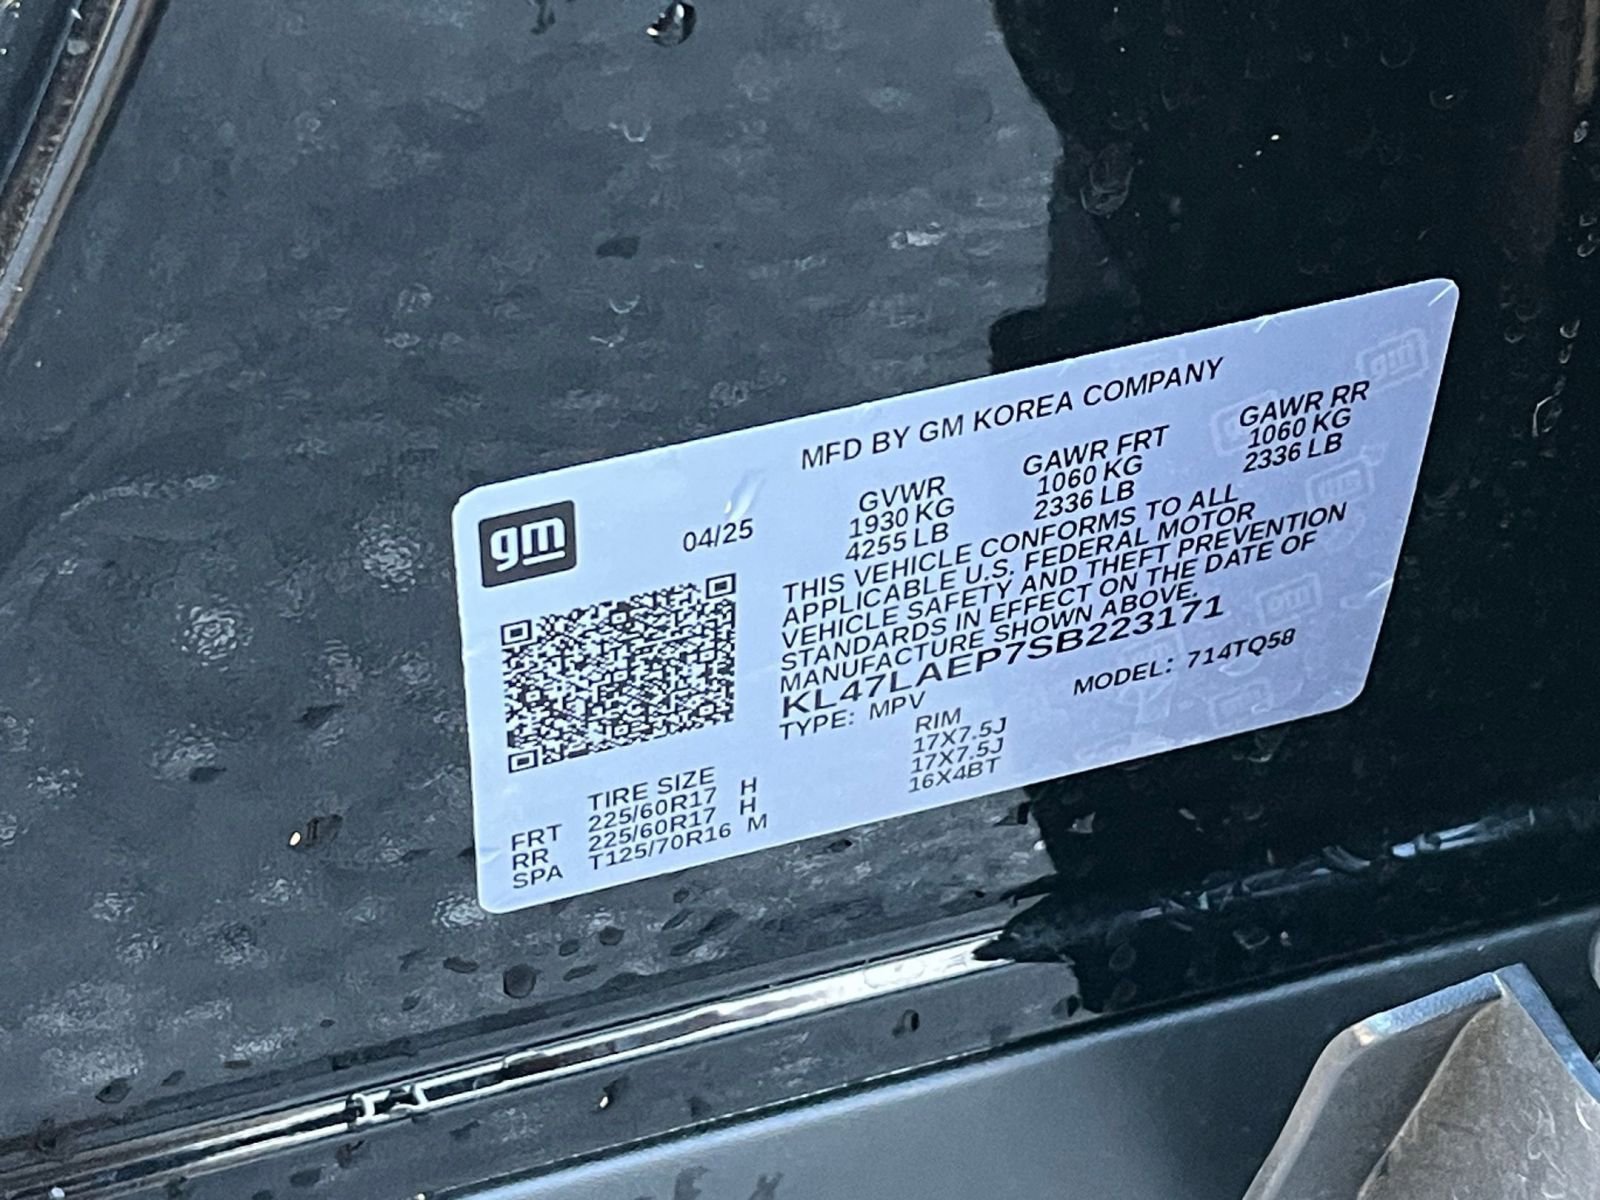 MFD BY GM KOREA COMPANY
gm
04/25
GVWR GAWR FRT GAWR RR
1930 KG 1060 KG 1060 KG
4255 LB 2336 LB 2336 LB
THIS VEHICLE CONFORMS TO ALL
APPLICABLE U.S. FEDERAL MOTOR
VEHICLE SAFETY AND THEFT PREVENTION
STANDARDS IN EFFECT ON THE DATE OF
MANUFACTURE SHOWN ABOVE.
KL47LAEP7SB223171
TYPE: MPV MODEL: 714TQ58
TIRE SIZE RIM
FRT 225/60R17 H 17X7.5J
RR 225/60R17 H 17X7.5J
SPA T125/70R16 M 16X4BT
gm